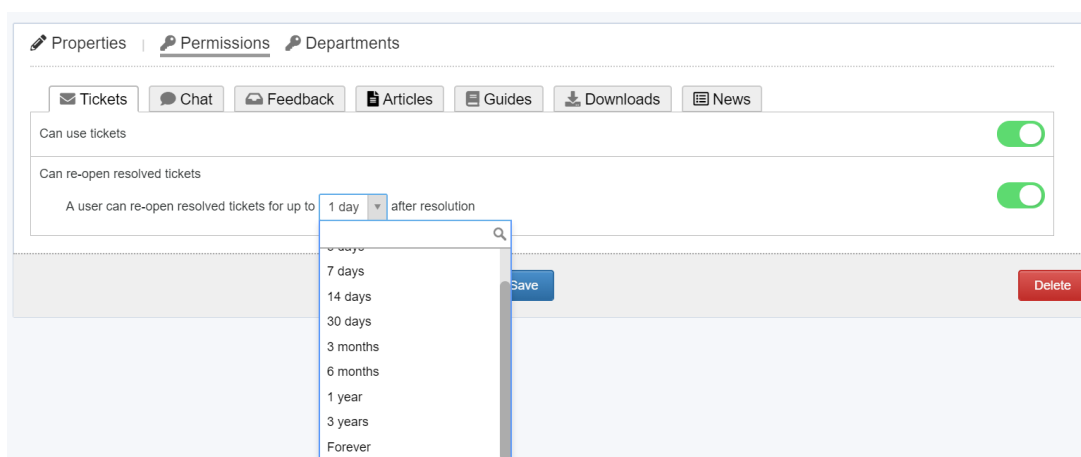 Properties | Permissions Departments
Tickets Chat Feedback Articles Guides Downloads News
Can use tickets
Can re-open resolved tickets
A user can re-open resolved tickets for up to 1 day after resolution
days
7 days
Save Delete
14 days
30 days
3 months
6 months
1 year
3 years
Forever